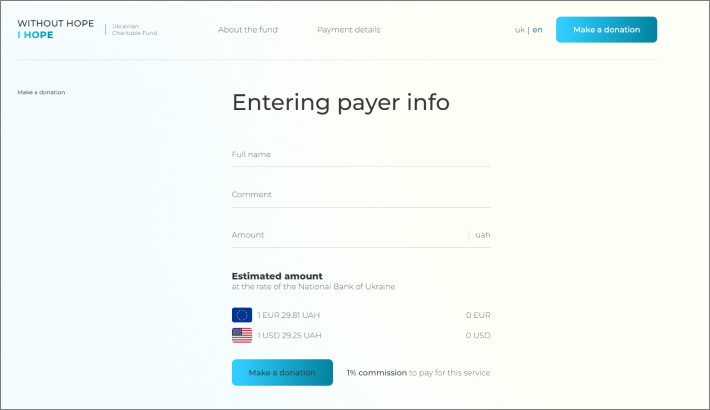 WITHOUT HOPE
I HOPE
Ukrainian
Charitable Fund
About the fund
Payment details
uk | en
Make a donation
Make a donation
Entering payer info
Full name
Comment
Amount
uah
Estimated amount
at the rate of the National Bank of Ukraine
1 EUR 29.81 UAH
0 EUR
1 USD 29.25 UAH
0 USD
Make a donation
1% commission to pay for this service